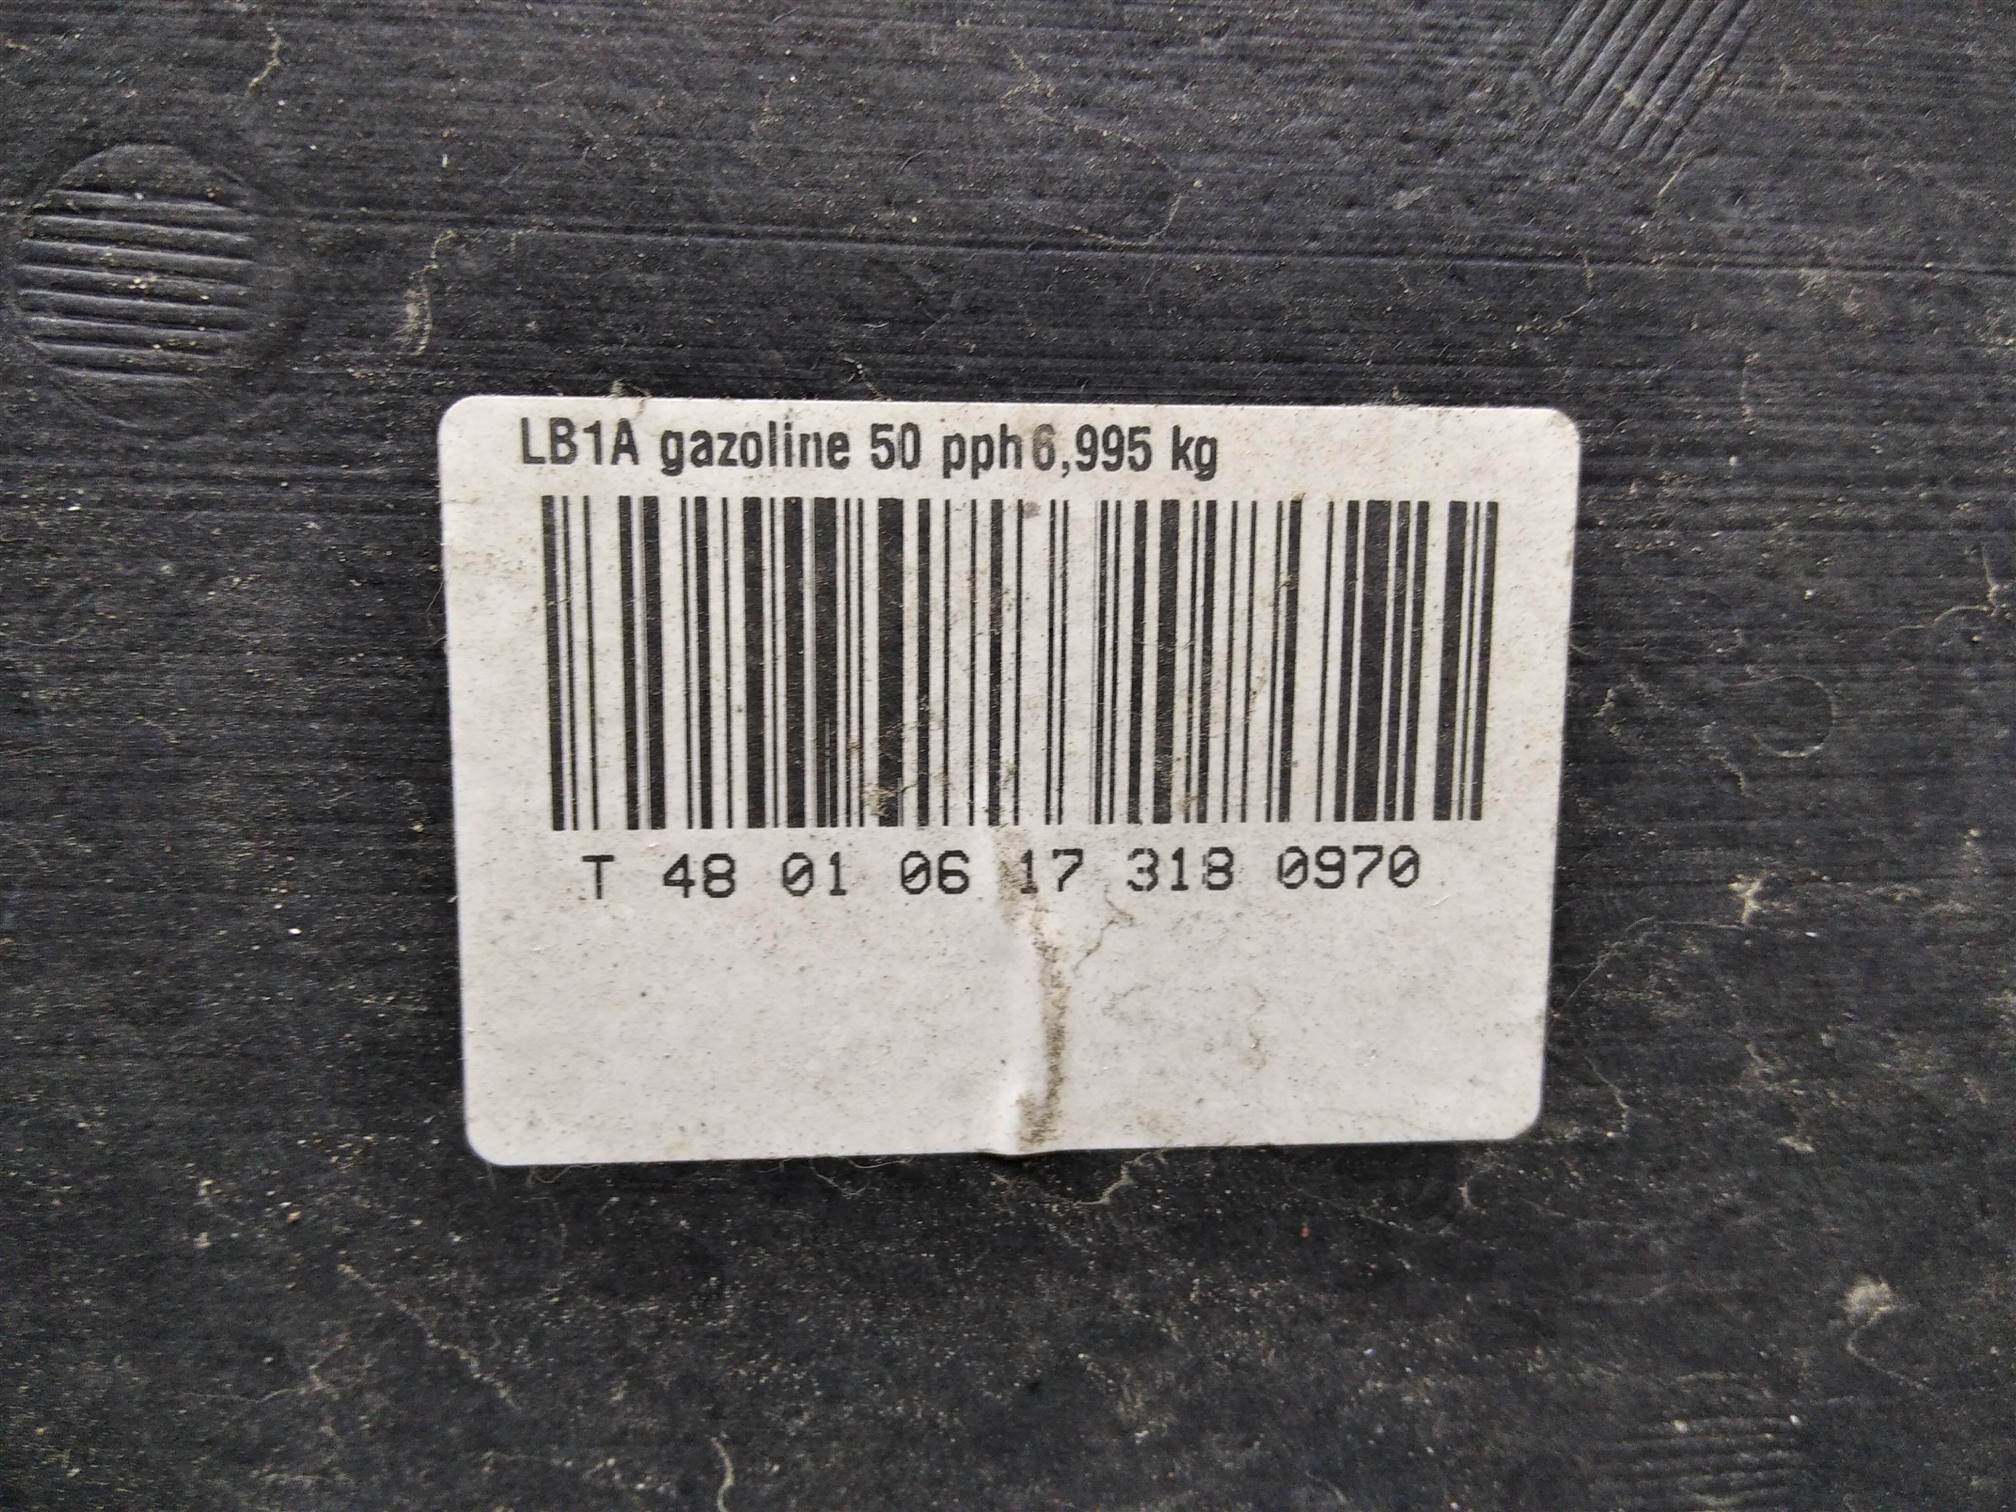 LB1A gazoline 50 pph 6,995 kg
T 48 01 06 17 318 0970